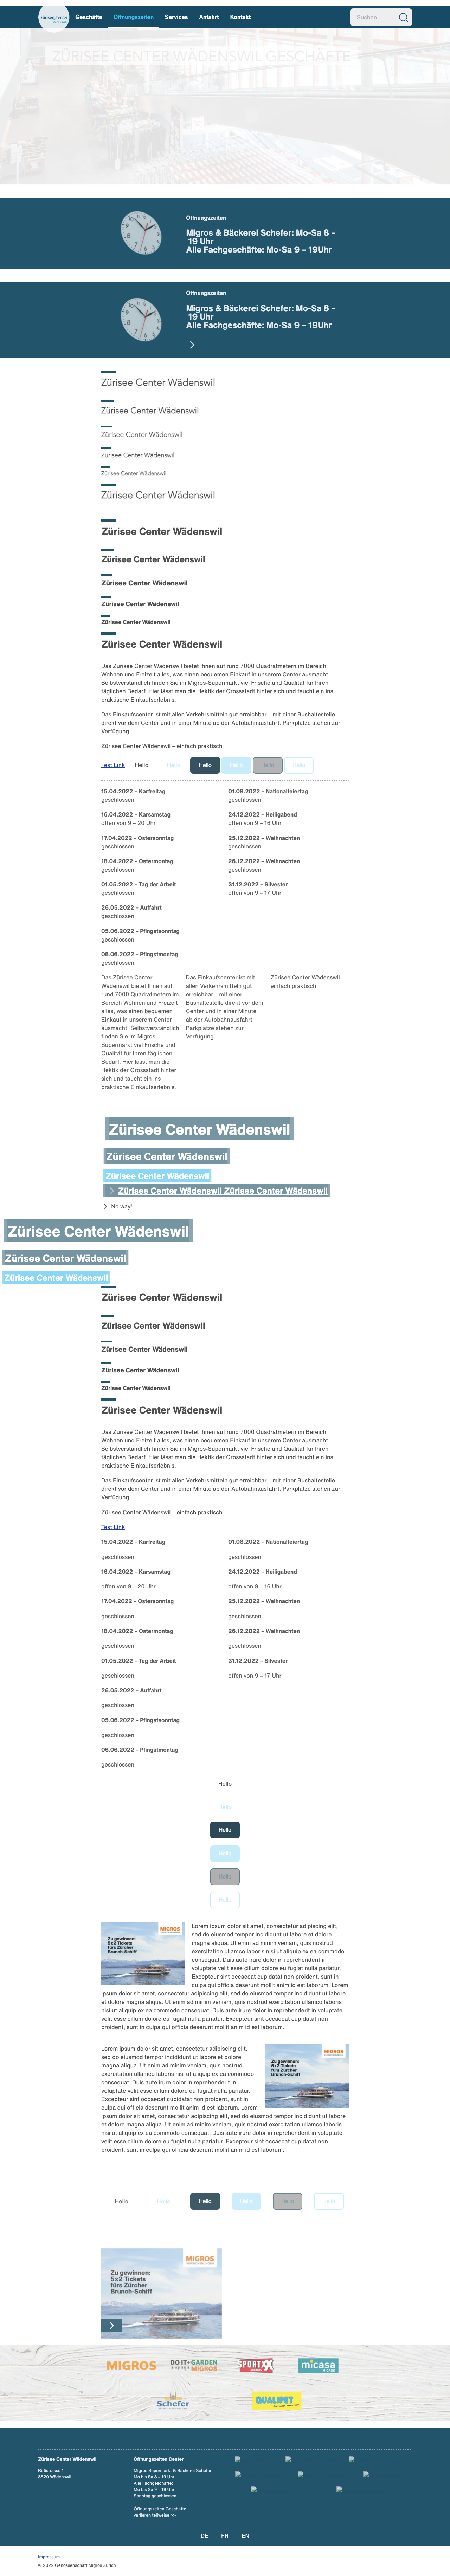 zürisee center
Geschäfte Öffnungszeiten Services Anfahrt Kontakt
Suchen...
ZÜRISEE CENTER WÄDENSWIL GESCHÄFTE
Öffnungszeiten
Migros & Bäckerei Schefer: Mo-Sa 8 –
19 Uhr
Alle Fachgeschäfte: Mo-Sa 9 – 19Uhr
Öffnungszeiten
Migros & Bäckerei Schefer: Mo-Sa 8 –
19 Uhr
Alle Fachgeschäfte: Mo-Sa 9 – 19Uhr
Zürisee Center Wädenswil
Zürisee Center Wädenswil
Zürisee Center Wädenswil
Zürisee Center Wädenswil
Zürisee Center Wädenswil
Zürisee Center Wädenswil
Zürisee Center Wädenswil
Zürisee Center Wädenswil
Zürisee Center Wädenswil
Zürisee Center Wädenswil
Zürisee Center Wädenswil
Zürisee Center Wädenswil
Das Zürisee Center Wädenswil bietet Ihnen auf rund 7000 Quadratmetern im Bereich
Wohnen und Freizeit alles, was einen bequemen Einkauf in unserem Center ausmacht.
Selbstverständlich finden Sie im Migros-Supermarkt viel Frische und Qualität für Ihren
täglichen Bedarf. Hier lässt man die Hektik der Grossstadt hinter sich und taucht ein ins
praktische Einkaufserlebnis.
Das Einkaufscenter ist mit allen Verkehrsmitteln gut erreichbar – mit einer Bushaltestelle
direkt vor dem Center und in einer Minute ab der Autobahnausfahrt. Parkplätze stehen zur
Verfügung.
Zürisee Center Wädenswil – einfach praktisch
Test Link Hello Hello Hello Hello Hello Hello
15.04.2022 – Karfreitag
geschlossen
16.04.2022 – Karsamstag
offen von 9 – 20 Uhr
17.04.2022 – Ostersonntag
geschlossen
18.04.2022 – Ostermontag
geschlossen
01.05.2022 – Tag der Arbeit
geschlossen
26.05.2022 – Auffahrt
geschlossen
05.06.2022 – Pfingstsonntag
geschlossen
06.06.2022 – Pfingstmontag
geschlossen
01.08.2022 – Nationalfeiertag
geschlossen
24.12.2022 – Heiligabend
offen von 9 – 16 Uhr
25.12.2022 – Weihnachten
geschlossen
26.12.2022 – Weihnachten
geschlossen
31.12.2022 – Silvester
offen von 9 – 17 Uhr
Das Zürisee Center
Wädenswil bietet Ihnen auf
rund 7000 Quadratmetern im
Bereich Wohnen und Freizeit
alles, was einen bequemen
Einkauf in unserem Center
ausmacht. Selbstverständlich
finden Sie im Migros-
Supermarkt viel Frische und
Qualität für Ihren täglichen
Bedarf. Hier lässt man die
Hektik der Grossstadt hinter
sich und taucht ein ins
praktische Einkaufserlebnis.
Das Einkaufscenter ist mit
allen Verkehrsmitteln gut
erreichbar – mit einer
Bushaltestelle direkt vor dem
Center und in einer Minute
ab der Autobahnausfahrt.
Parkplätze stehen zur
Verfügung.
Zürisee Center Wädenswil –
einfach praktisch
Zürisee Center Wädenswil
Zürisee Center Wädenswil
Zürisee Center Wädenswil
Zürisee Center Wädenswil Zürisee Center Wädenswil
No way!
Zürisee Center Wädenswil
Zürisee Center Wädenswil
Zürisee Center Wädenswil
Zürisee Center Wädenswil
Zürisee Center Wädenswil
Zürisee Center Wädenswil
Zürisee Center Wädenswil
Zürisee Center Wädenswil
Zürisee Center Wädenswil
Das Zürisee Center Wädenswil bietet Ihnen auf rund 7000 Quadratmetern im Bereich
Wohnen und Freizeit alles, was einen bequemen Einkauf in unserem Center ausmacht.
Selbstverständlich finden Sie im Migros-Supermarkt viel Frische und Qualität für Ihren
täglichen Bedarf. Hier lässt man die Hektik der Grossstadt hinter sich und taucht ein ins
praktische Einkaufserlebnis.
Das Einkaufscenter ist mit allen Verkehrsmitteln gut erreichbar – mit einer Bushaltestelle
direkt vor dem Center und in einer Minute ab der Autobahnausfahrt. Parkplätze stehen zur
Verfügung.
Zürisee Center Wädenswil – einfach praktisch
Test Link
15.04.2022 – Karfreitag
geschlossen
16.04.2022 – Karsamstag
offen von 9 – 20 Uhr
17.04.2022 – Ostersonntag
geschlossen
18.04.2022 – Ostermontag
geschlossen
01.05.2022 – Tag der Arbeit
geschlossen
26.05.2022 – Auffahrt
geschlossen
05.06.2022 – Pfingstsonntag
geschlossen
06.06.2022 – Pfingstmontag
geschlossen
01.08.2022 – Nationalfeiertag
geschlossen
24.12.2022 – Heiligabend
offen von 9 – 16 Uhr
25.12.2022 – Weihnachten
geschlossen
26.12.2022 – Weihnachten
geschlossen
31.12.2022 – Silvester
offen von 9 – 17 Uhr
Hello
Hello
Hello
Hello
Hello
Hello
MIGROS
Zu gewinnen:
5x2 Tickets
fürs Zürcher
Brunch-Schiff
Lorem ipsum dolor sit amet, consectetur adipiscing elit,
sed do eiusmod tempor incididunt ut labore et dolore
magna aliqua. Ut enim ad minim veniam, quis nostrud
exercitation ullamco laboris nisi ut aliquip ex ea commodo
consequat. Duis aute irure dolor in reprehenderit in
voluptate velit esse cillum dolore eu fugiat nulla pariatur.
Excepteur sint occaecat cupidatat non proident, sunt in
culpa qui officia deserunt mollit anim id est laborum. Lorem
ipsum dolor sit amet, consectetur adipiscing elit, sed do eiusmod tempor incididunt ut labore
et dolore magna aliqua. Ut enim ad minim veniam, quis nostrud exercitation ullamco laboris
nisi ut aliquip ex ea commodo consequat. Duis aute irure dolor in reprehenderit in voluptate
velit esse cillum dolore eu fugiat nulla pariatur. Excepteur sint occaecat cupidatat non
proident, sunt in culpa qui officia deserunt mollit anim id est laborum.
Lorem ipsum dolor sit amet, consectetur adipiscing elit,
sed do eiusmod tempor incididunt ut labore et dolore
magna aliqua. Ut enim ad minim veniam, quis nostrud
exercitation ullamco laboris nisi ut aliquip ex ea commodo
consequat. Duis aute irure dolor in reprehenderit in
voluptate velit esse cillum dolore eu fugiat nulla pariatur.
Excepteur sint occaecat cupidatat non proident, sunt in
culpa qui officia deserunt mollit anim id est laborum. Lorem
ipsum dolor sit amet, consectetur adipiscing elit, sed do eiusmod tempor incididunt ut labore
et dolore magna aliqua. Ut enim ad minim veniam, quis nostrud exercitation ullamco laboris
nisi ut aliquip ex ea commodo consequat. Duis aute irure dolor in reprehenderit in voluptate
velit esse cillum dolore eu fugiat nulla pariatur. Excepteur sint occaecat cupidatat non
proident, sunt in culpa qui officia deserunt mollit anim id est laborum.
MIGROS
Zu gewinnen:
5x2 Tickets
fürs Zürcher
Brunch-Schiff
Hello Hello Hello Hello Hello Hello
MIGROS
Zu gewinnen:
5x2 Tickets
fürs Zürcher
Brunch-Schiff
MIGROS
DO IT + GARDEN
MIGROS
SPORTXX
MIGROS
micasa
MIGROS
Schefer
QUALIPET
Zürisee Center Wädenswil
Rütistrasse 1
8820 Wädenswil
Öffnungszeiten Center
Migros Supermarkt & Bäckerei Schefer:
Mo bis Sa 8 – 19 Uhr
Alle Fachgeschäfte:
Mo bis Sa 9 – 19 Uhr
Sonntag geschlossen
Öffnungszeiten Geschäfte
variieren teilweise >>
DE FR EN
Impressum
© 2022 Genossenschaft Migros Zürich